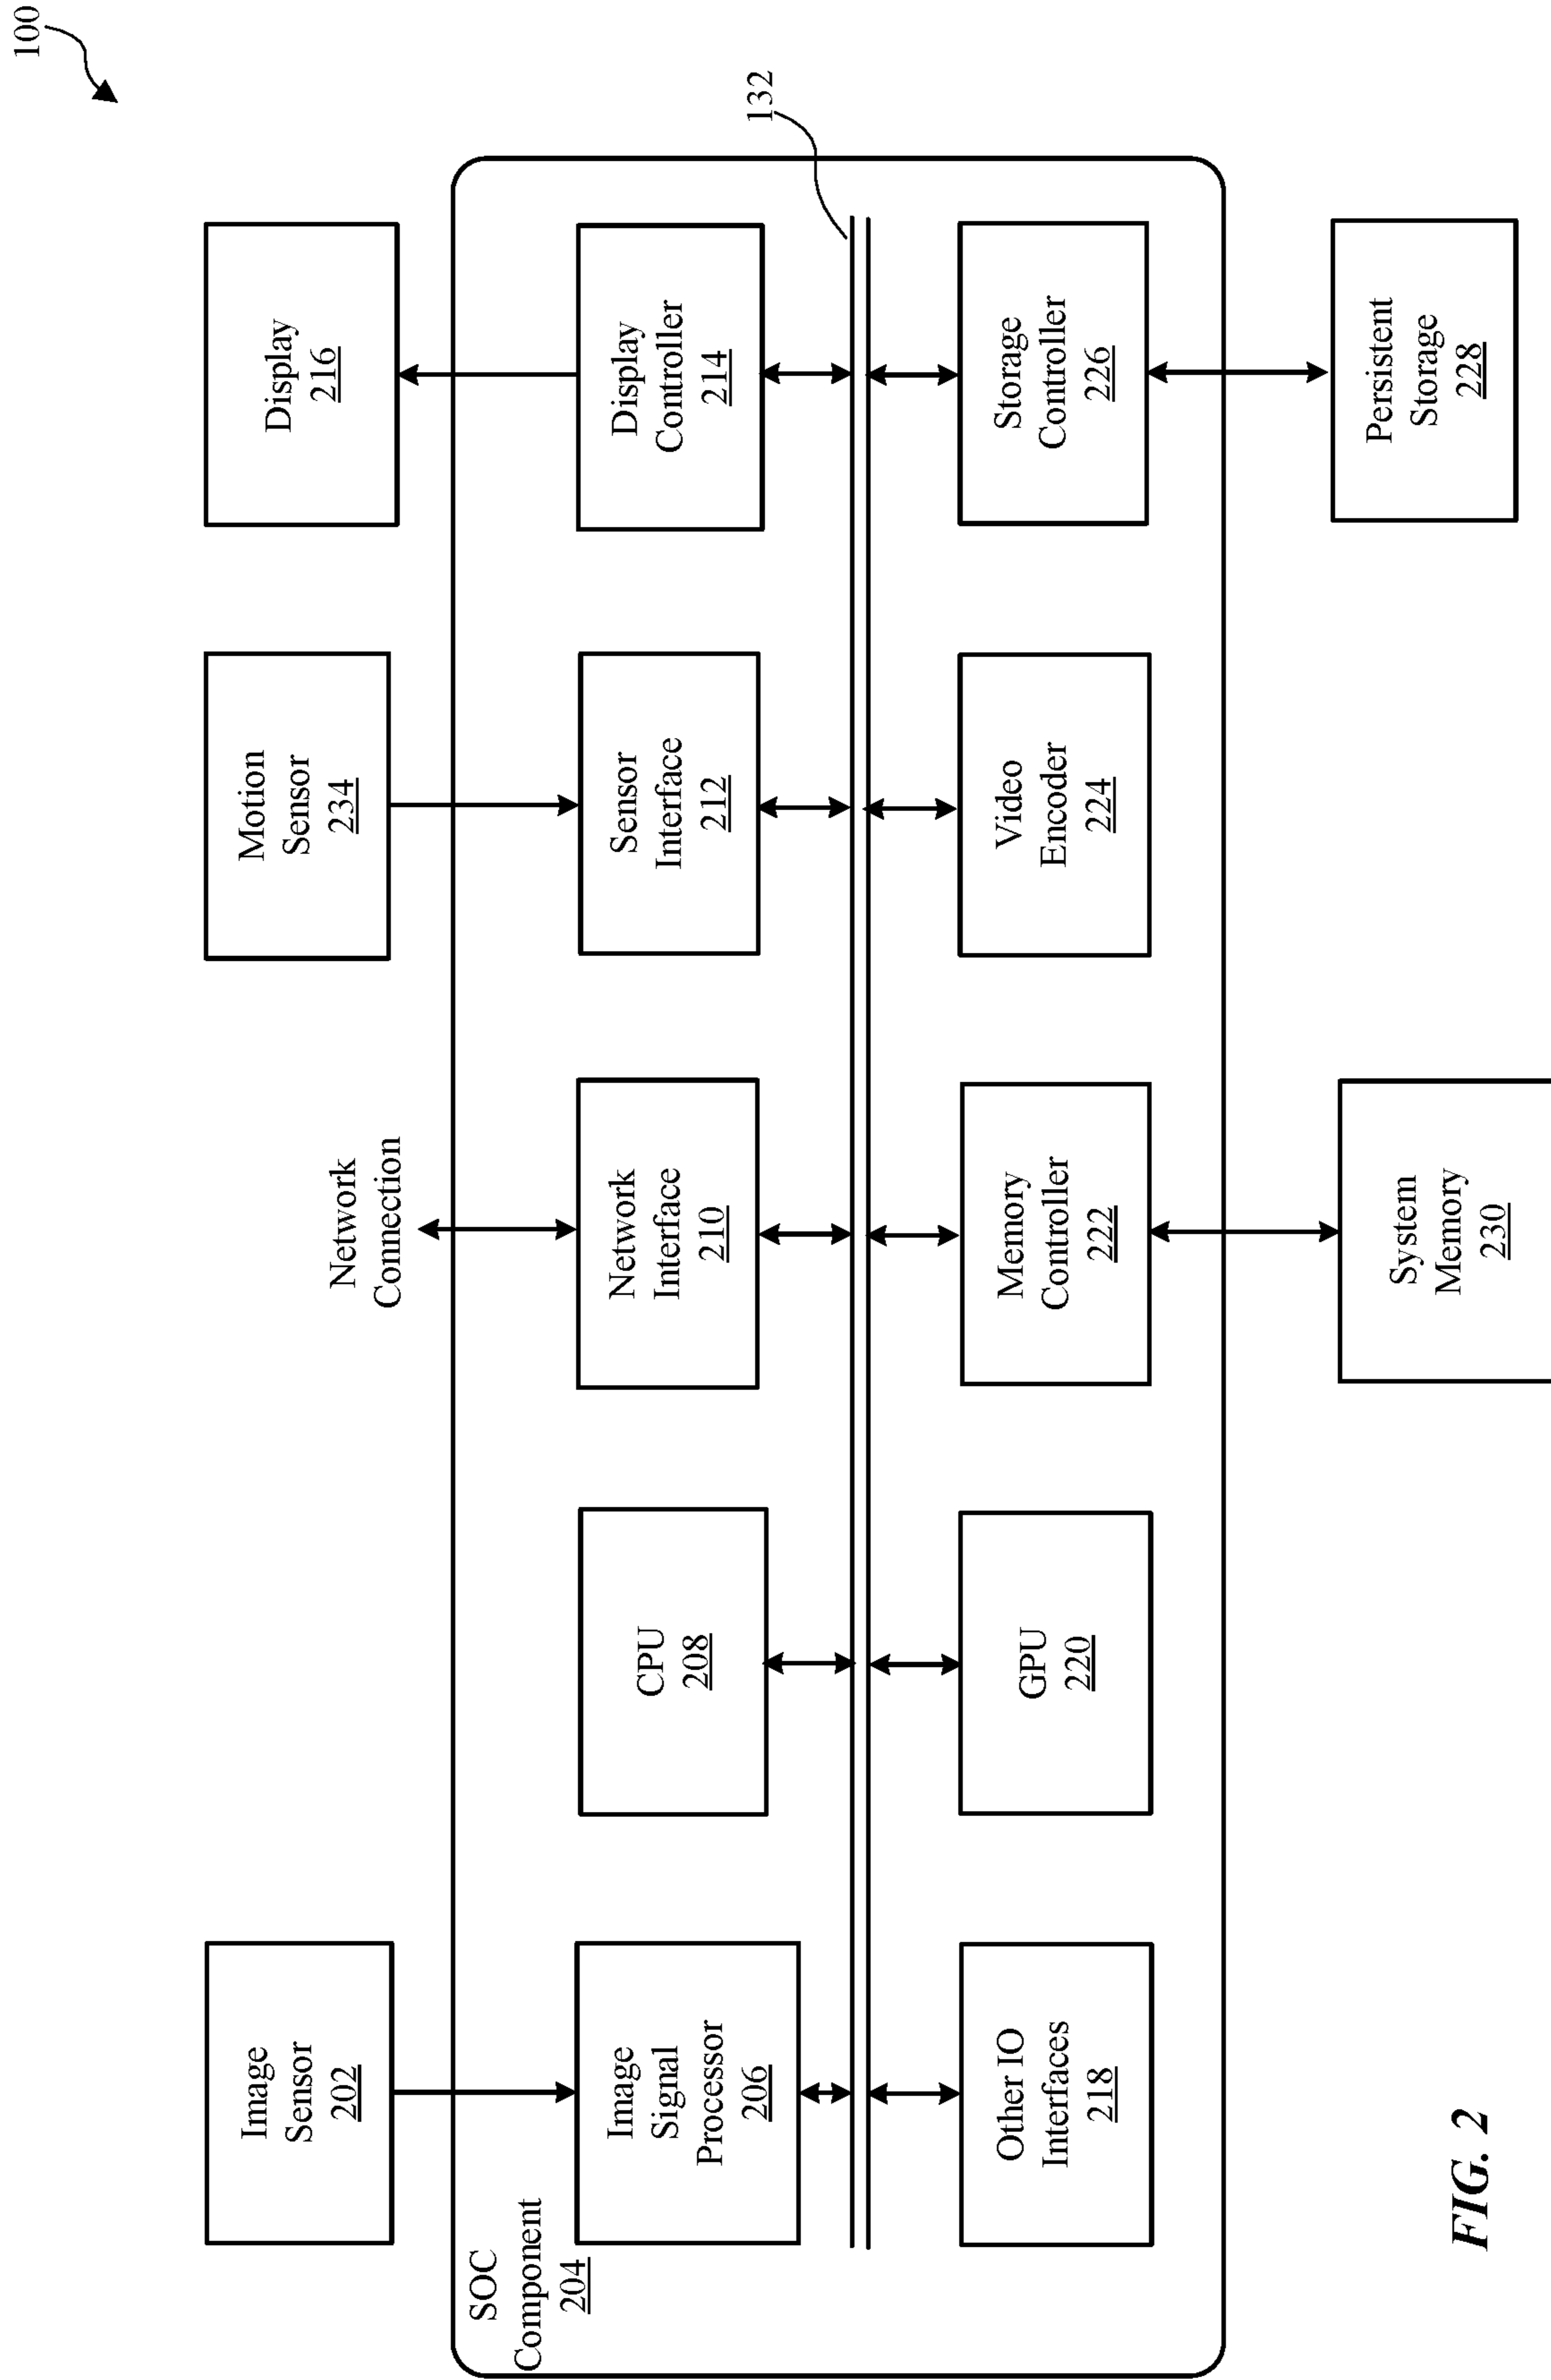 100
Image
Sensor
202
Network
Connection
Motion
Sensor
234
Display
216
SOC
Component
204
Image
Signal
Processor
206
CPU
208
Network
Interface
210
Sensor
Interface
212
Display
Controller
214
132
Other IO
Interfaces
218
GPU
220
Memory
Controller
222
Video
Encoder
224
Storage
Controller
226
System
Memory
230
Persistent
Storage
228
FIG. 2